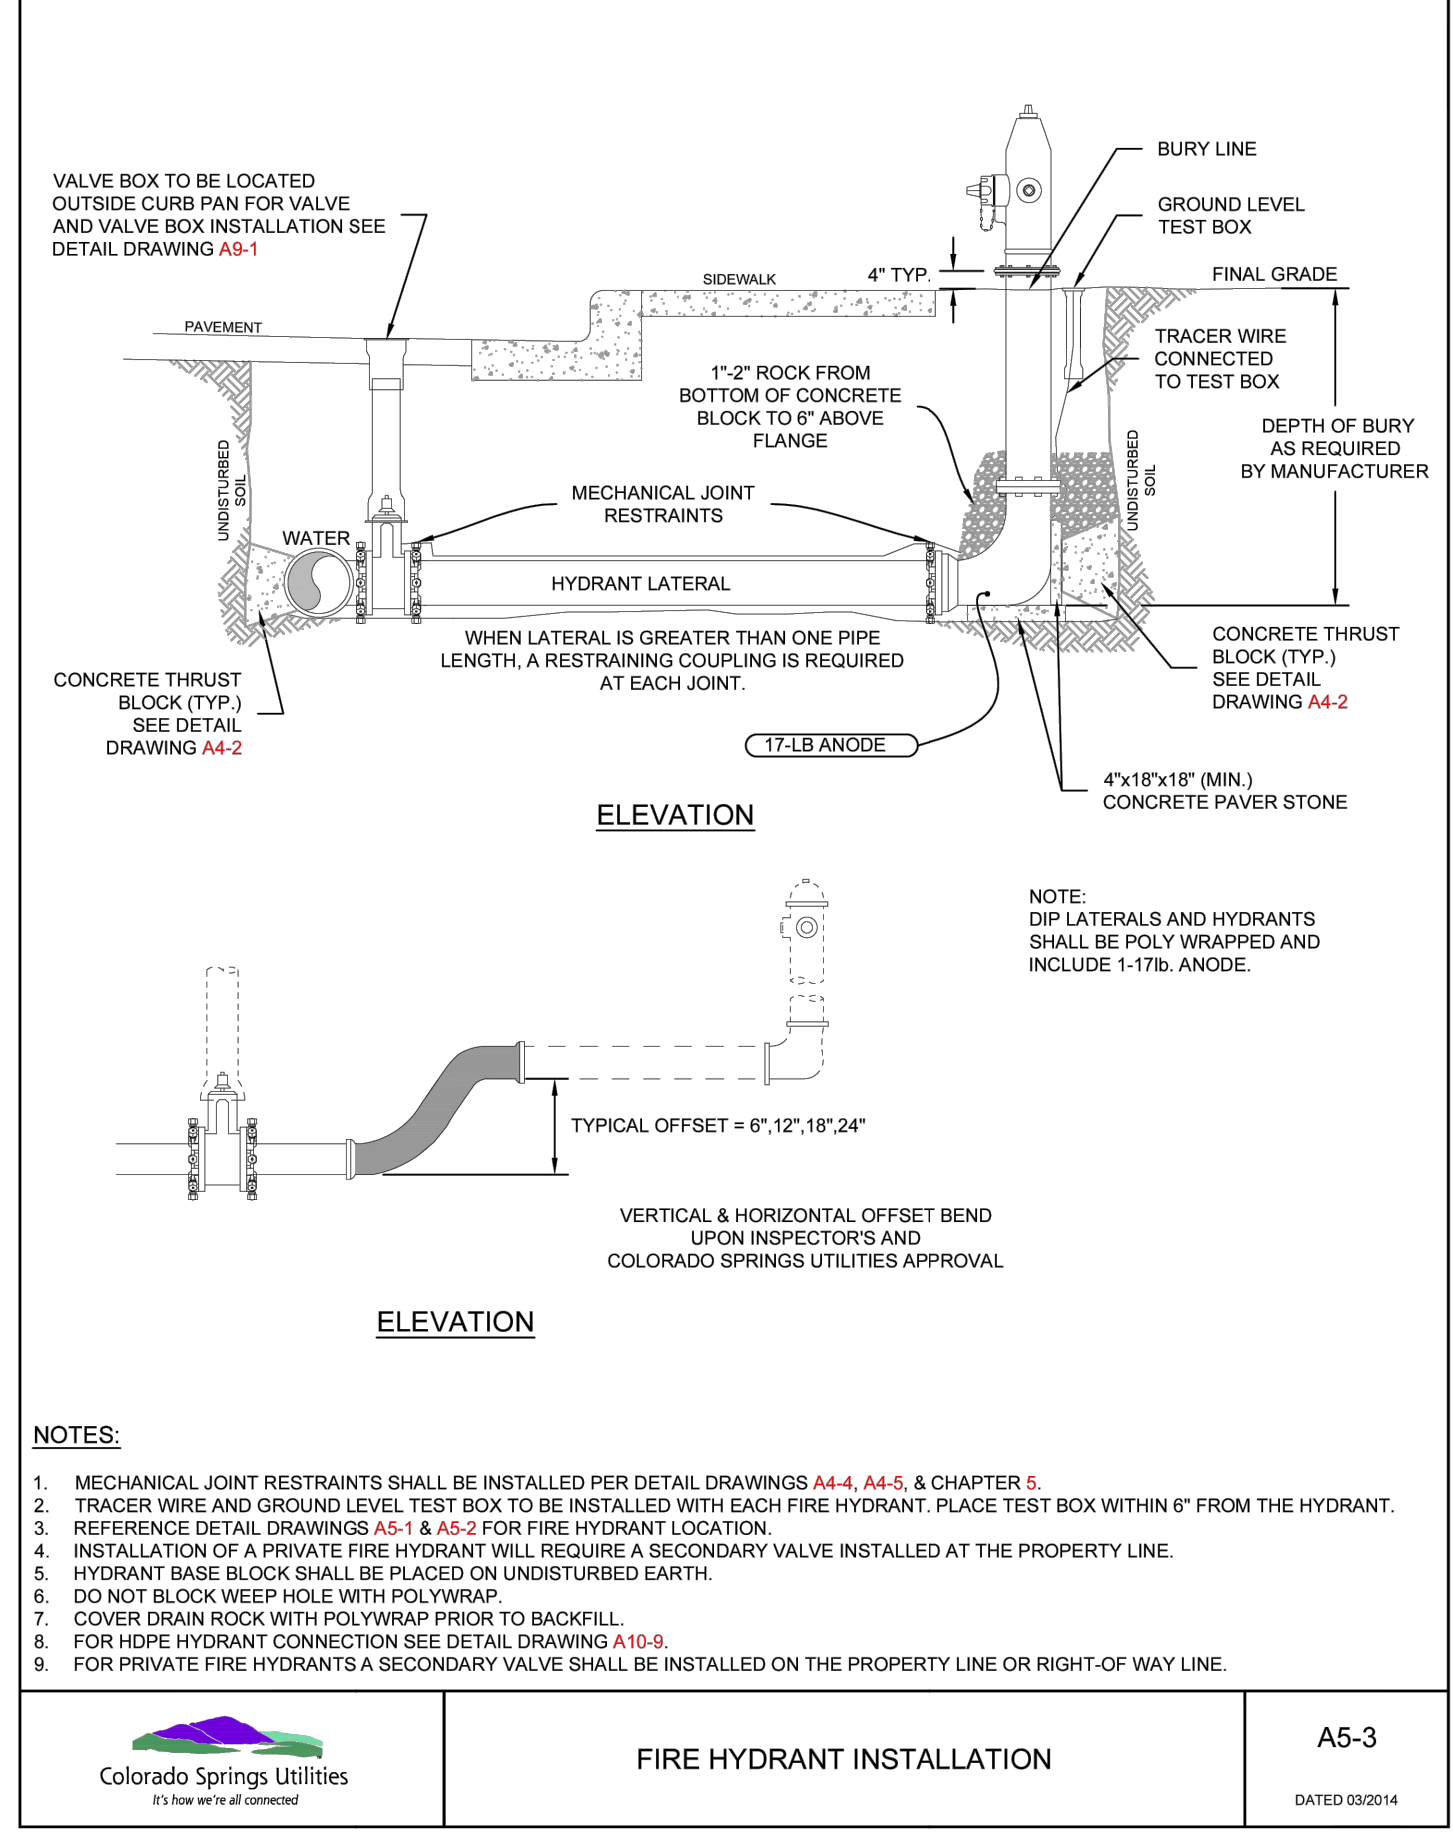 BURY LINE
VALVE BOX TO BE LOCATED
OUTSIDE CURB PAN FOR VALVE
AND VALVE BOX INSTALLATION SEE
DETAIL DRAWING A9-1
GROUND LEVEL
TEST BOX
4" TYP.
SIDEWALK
FINAL GRADE
PAVEMENT
TRACER WIRE
CONNECTED
TO TEST BOX
1"-2" ROCK FROM
BOTTOM OF CONCRETE
BLOCK TO 6" ABOVE
FLANGE
DEPTH OF BURY
AS REQUIRED
BY MANUFACTURER
UNDISTURBED
SOIL
UNDISTURBED
SOIL
MECHANICAL JOINT
RESTRAINTS
WATER
HYDRANT LATERAL
WHEN LATERAL IS GREATER THAN ONE PIPE
LENGTH, A RESTRAINING COUPLING IS REQUIRED
AT EACH JOINT.
CONCRETE THRUST
BLOCK (TYP.)
SEE DETAIL
DRAWING A4-2
CONCRETE THRUST
BLOCK (TYP.)
SEE DETAIL
DRAWING A4-2
17-LB ANODE
4"x18"x18" (MIN.)
CONCRETE PAVER STONE
ELEVATION
NOTE:
DIP LATERALS AND HYDRANTS
SHALL BE POLY WRAPPED AND
INCLUDE 1-17lb. ANODE.
TYPICAL OFFSET = 6",12",18",24"
VERTICAL & HORIZONTAL OFFSET BEND
UPON INSPECTOR'S AND
COLORADO SPRINGS UTILITIES APPROVAL
ELEVATION
NOTES:
1. MECHANICAL JOINT RESTRAINTS SHALL BE INSTALLED PER DETAIL DRAWINGS A4-4, A4-5, & CHAPTER 5.
2. TRACER WIRE AND GROUND LEVEL TEST BOX TO BE INSTALLED WITH EACH FIRE HYDRANT. PLACE TEST BOX WITHIN 6" FROM THE HYDRANT.
3. REFERENCE DETAIL DRAWINGS A5-1 & A5-2 FOR FIRE HYDRANT LOCATION.
4. INSTALLATION OF A PRIVATE FIRE HYDRANT WILL REQUIRE A SECONDARY VALVE INSTALLED AT THE PROPERTY LINE.
5. HYDRANT BASE BLOCK SHALL BE PLACED ON UNDISTURBED EARTH.
6. DO NOT BLOCK WEEP HOLE WITH POLYWRAP.
7. COVER DRAIN ROCK WITH POLYWRAP PRIOR TO BACKFILL.
8. FOR HDPE HYDRANT CONNECTION SEE DETAIL DRAWING A10-9.
9. FOR PRIVATE FIRE HYDRANTS A SECONDARY VALVE SHALL BE INSTALLED ON THE PROPERTY LINE OR RIGHT-OF WAY LINE.
Colorado Springs Utilities
It's how we're all connected
FIRE HYDRANT INSTALLATION
A5-3
DATED 03/2014